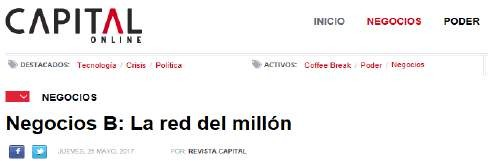 CAPITAL
ONLINE
INICIO NEGOCIOS PODER
DESTACADOS: Tecnología / Crisis / Política
ACTIVOS: Coffee Break / Poder / Negocios
NEGOCIOS
Negocios B: La red del millón
JUEVES, 25 MAYO, 2017 POR: REVISTA CAPITAL